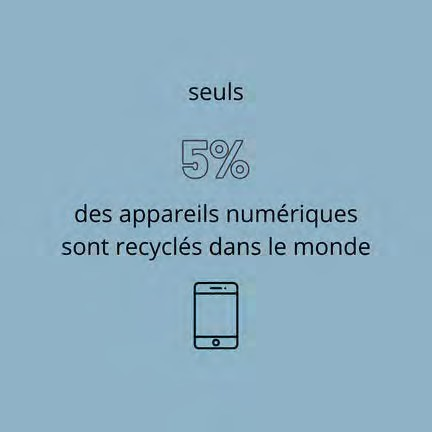 seuls
5%
des appareils numériques
sont recyclés dans le monde